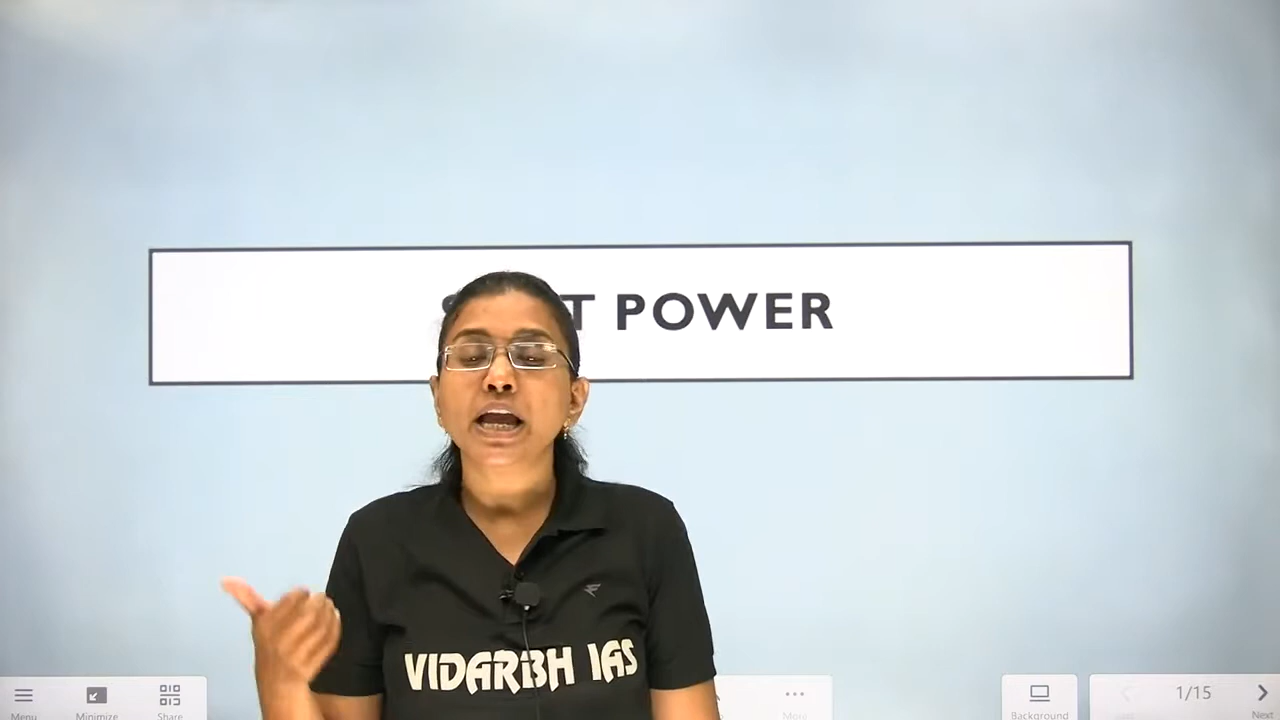 POWER
VIDARBH IAS
1/15
Menu
Minimize
Share
More
Background
Next